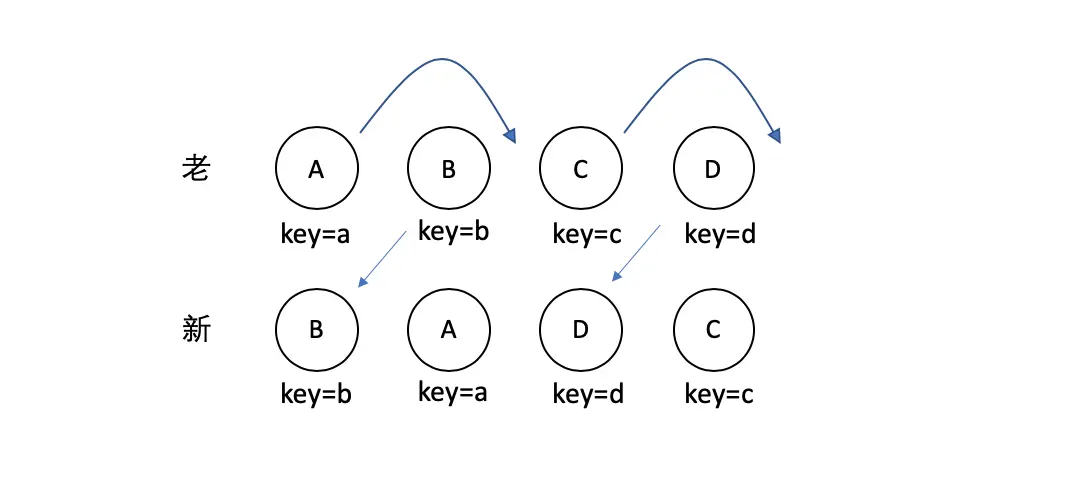 老 A B C D
key=a key=b key=c key=d
新 B A D C
key=b key=a key=d key=c